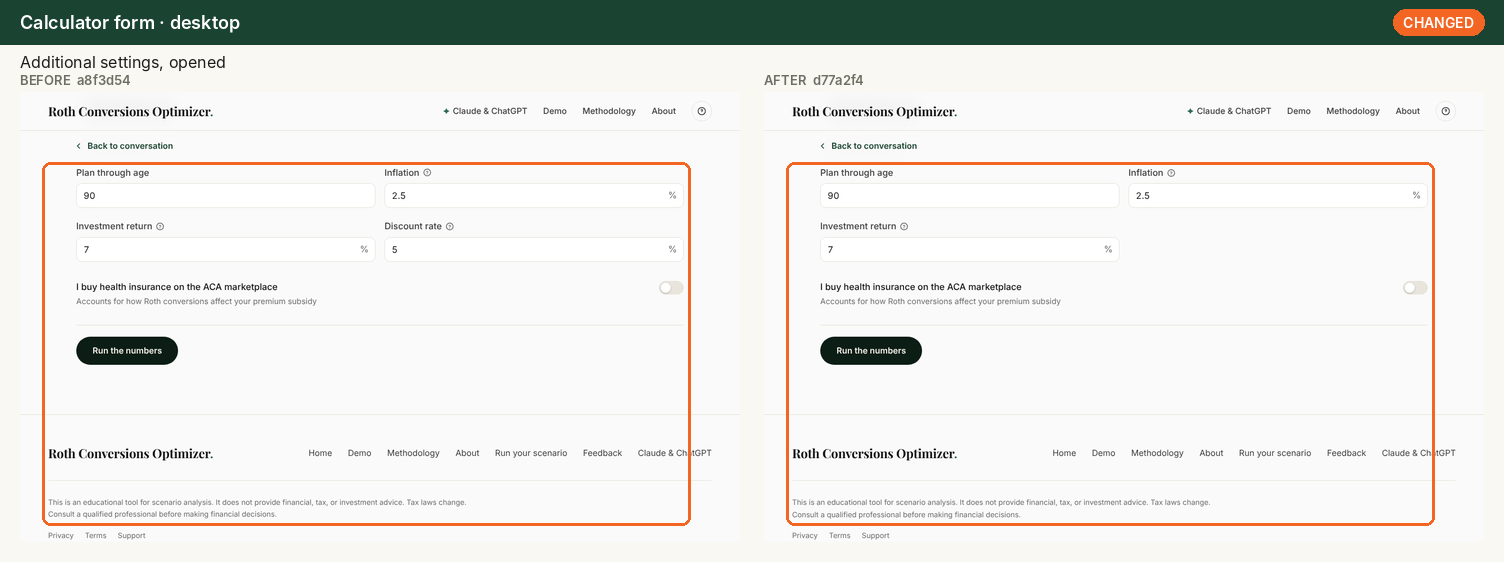 Calculator form · desktop
CHANGED
Additional settings, opened
BEFORE a8f3d54
Roth Conversions Optimizer.
Claude & ChatGPT Demo Methodology About
Back to conversation
Plan through age Inflation
90 2.5 %
Investment return Discount rate
7 % 5 %
I buy health insurance on the ACA marketplace
Accounts for how Roth conversions affect your premium subsidy
Run the numbers
Roth Conversions Optimizer.
Home Demo Methodology About Run your scenario Feedback Claude & ChatGPT
This is an educational tool for scenario analysis. It does not provide financial, tax, or investment advice. Tax laws change.
Consult a qualified professional before making financial decisions.
Privacy Terms Support
AFTER d77a2f4
Roth Conversions Optimizer.
Claude & ChatGPT Demo Methodology About
Back to conversation
Plan through age Inflation
90 2.5 %
Investment return
7 %
I buy health insurance on the ACA marketplace
Accounts for how Roth conversions affect your premium subsidy
Run the numbers
Roth Conversions Optimizer.
Home Demo Methodology About Run your scenario Feedback Claude & ChatGPT
This is an educational tool for scenario analysis. It does not provide financial, tax, or investment advice. Tax laws change.
Consult a qualified professional before making financial decisions.
Privacy Terms Support